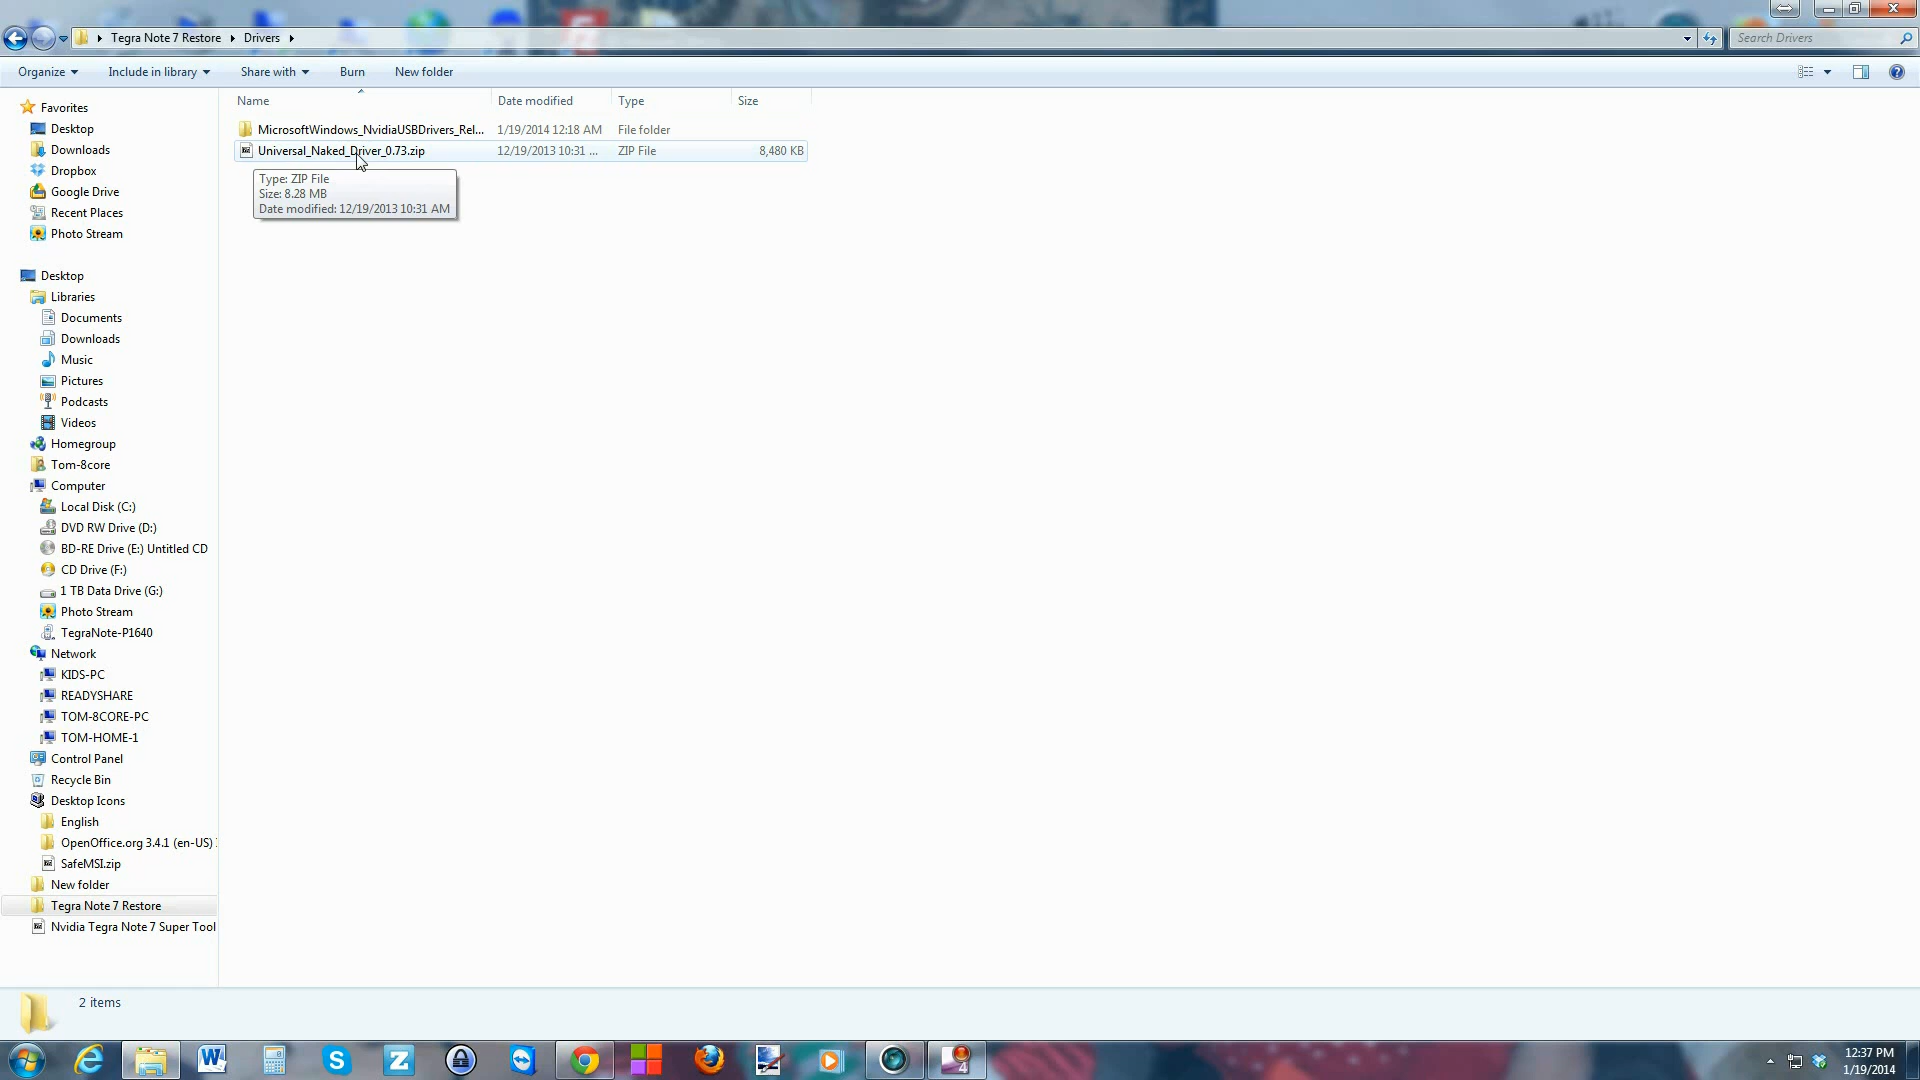 Tegra Note 7 Restore
Drivers
Search Drivers
Organize
Include in library
Share with
Burn
New folder
Name
Date modified
Type
Size
MicrosoftWindows_NvidiaUSBDrivers_Rel... 1/19/2014 12:18 AM File folder
Universal_Naked_Driver_0.73.zip 12/19/2013 10:31 ... ZIP File 8,480 KB
Type: ZIP File
Size: 8.28 MB
Date modified: 12/19/2013 10:31 AM
Favorites
Desktop
Downloads
Dropbox
Google Drive
Recent Places
Photo Stream
Desktop
Libraries
Documents
Downloads
Music
Pictures
Podcasts
Videos
Homegroup
Tom-8core
Computer
Local Disk (C:)
DVD RW Drive (D:)
BD-RE Drive (E:) Untitled CD
CD Drive (F:)
1 TB Data Drive (G:)
Photo Stream
TegraNote-P1640
Network
KIDS-PC
READYSHARE
TOM-8CORE-PC
TOM-HOME-1
Control Panel
Recycle Bin
Desktop Icons
English
OpenOffice.org 3.4.1 (en-US)
SafeMSI.zip
New folder
Tegra Note 7 Restore
Nvidia Tegra Note 7 Super Tool
2 items
12:37 PM
1/19/2014